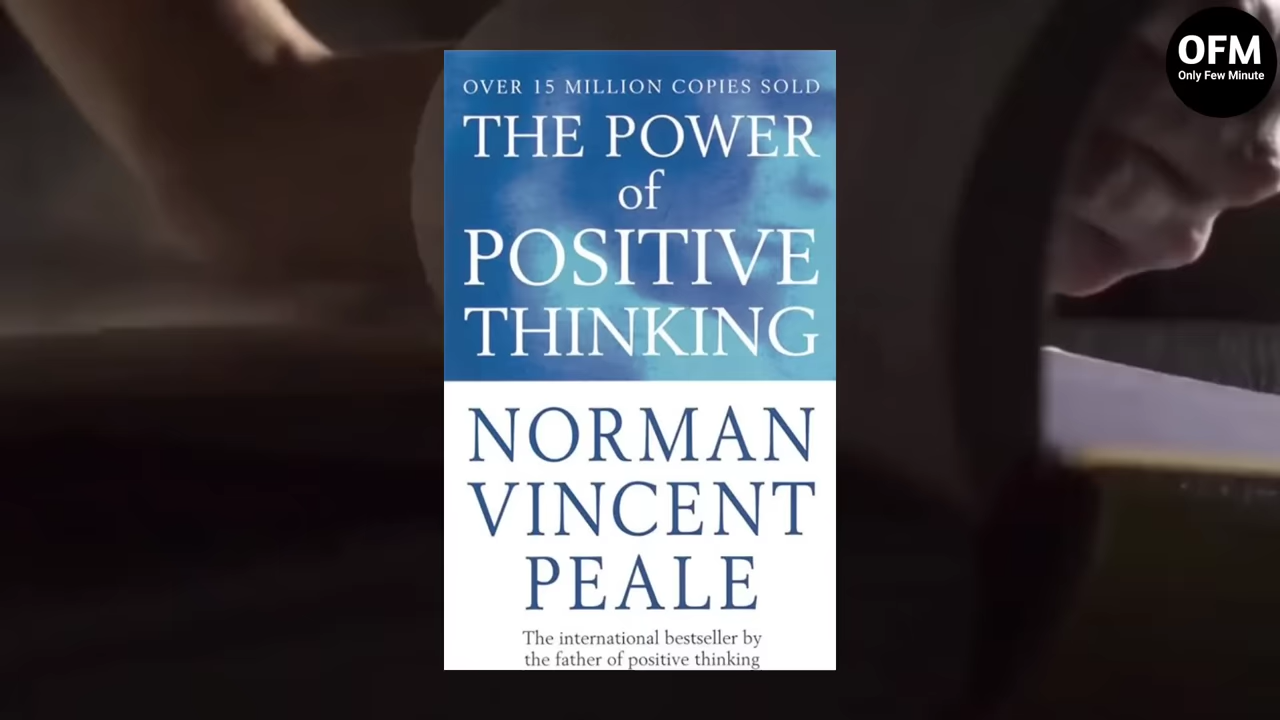 OFM
Only Few Minute
OVER 15 MILLION COPIES SOLD
THE POWER
of
POSITIVE
THINKING
NORMAN
VINCENT
PEALE
The international bestseller by
the father of positive thinking